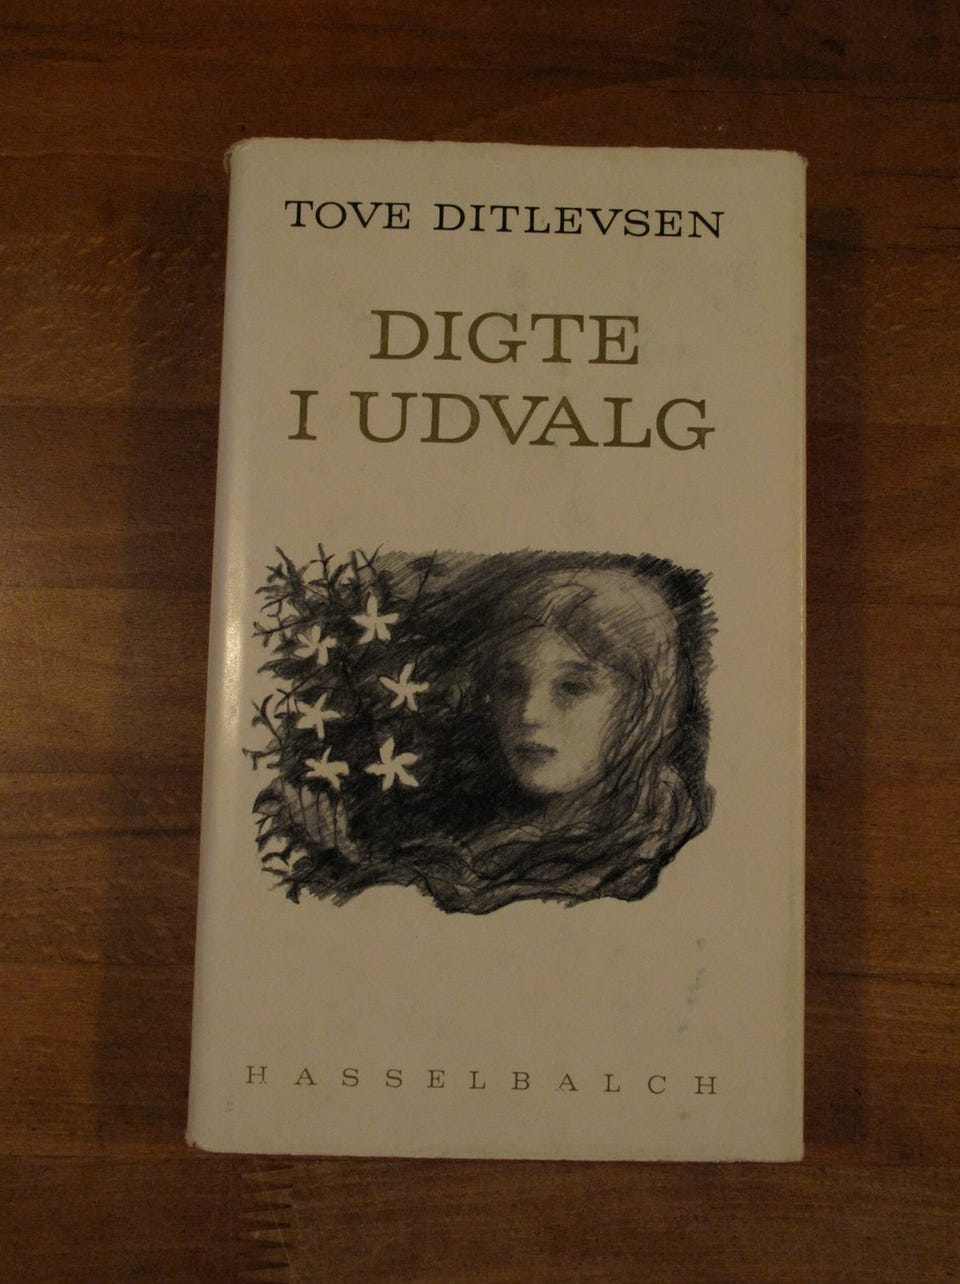 TOVE DITLEVSEN
DIGTE
I UDVALG
HASSELBALCH